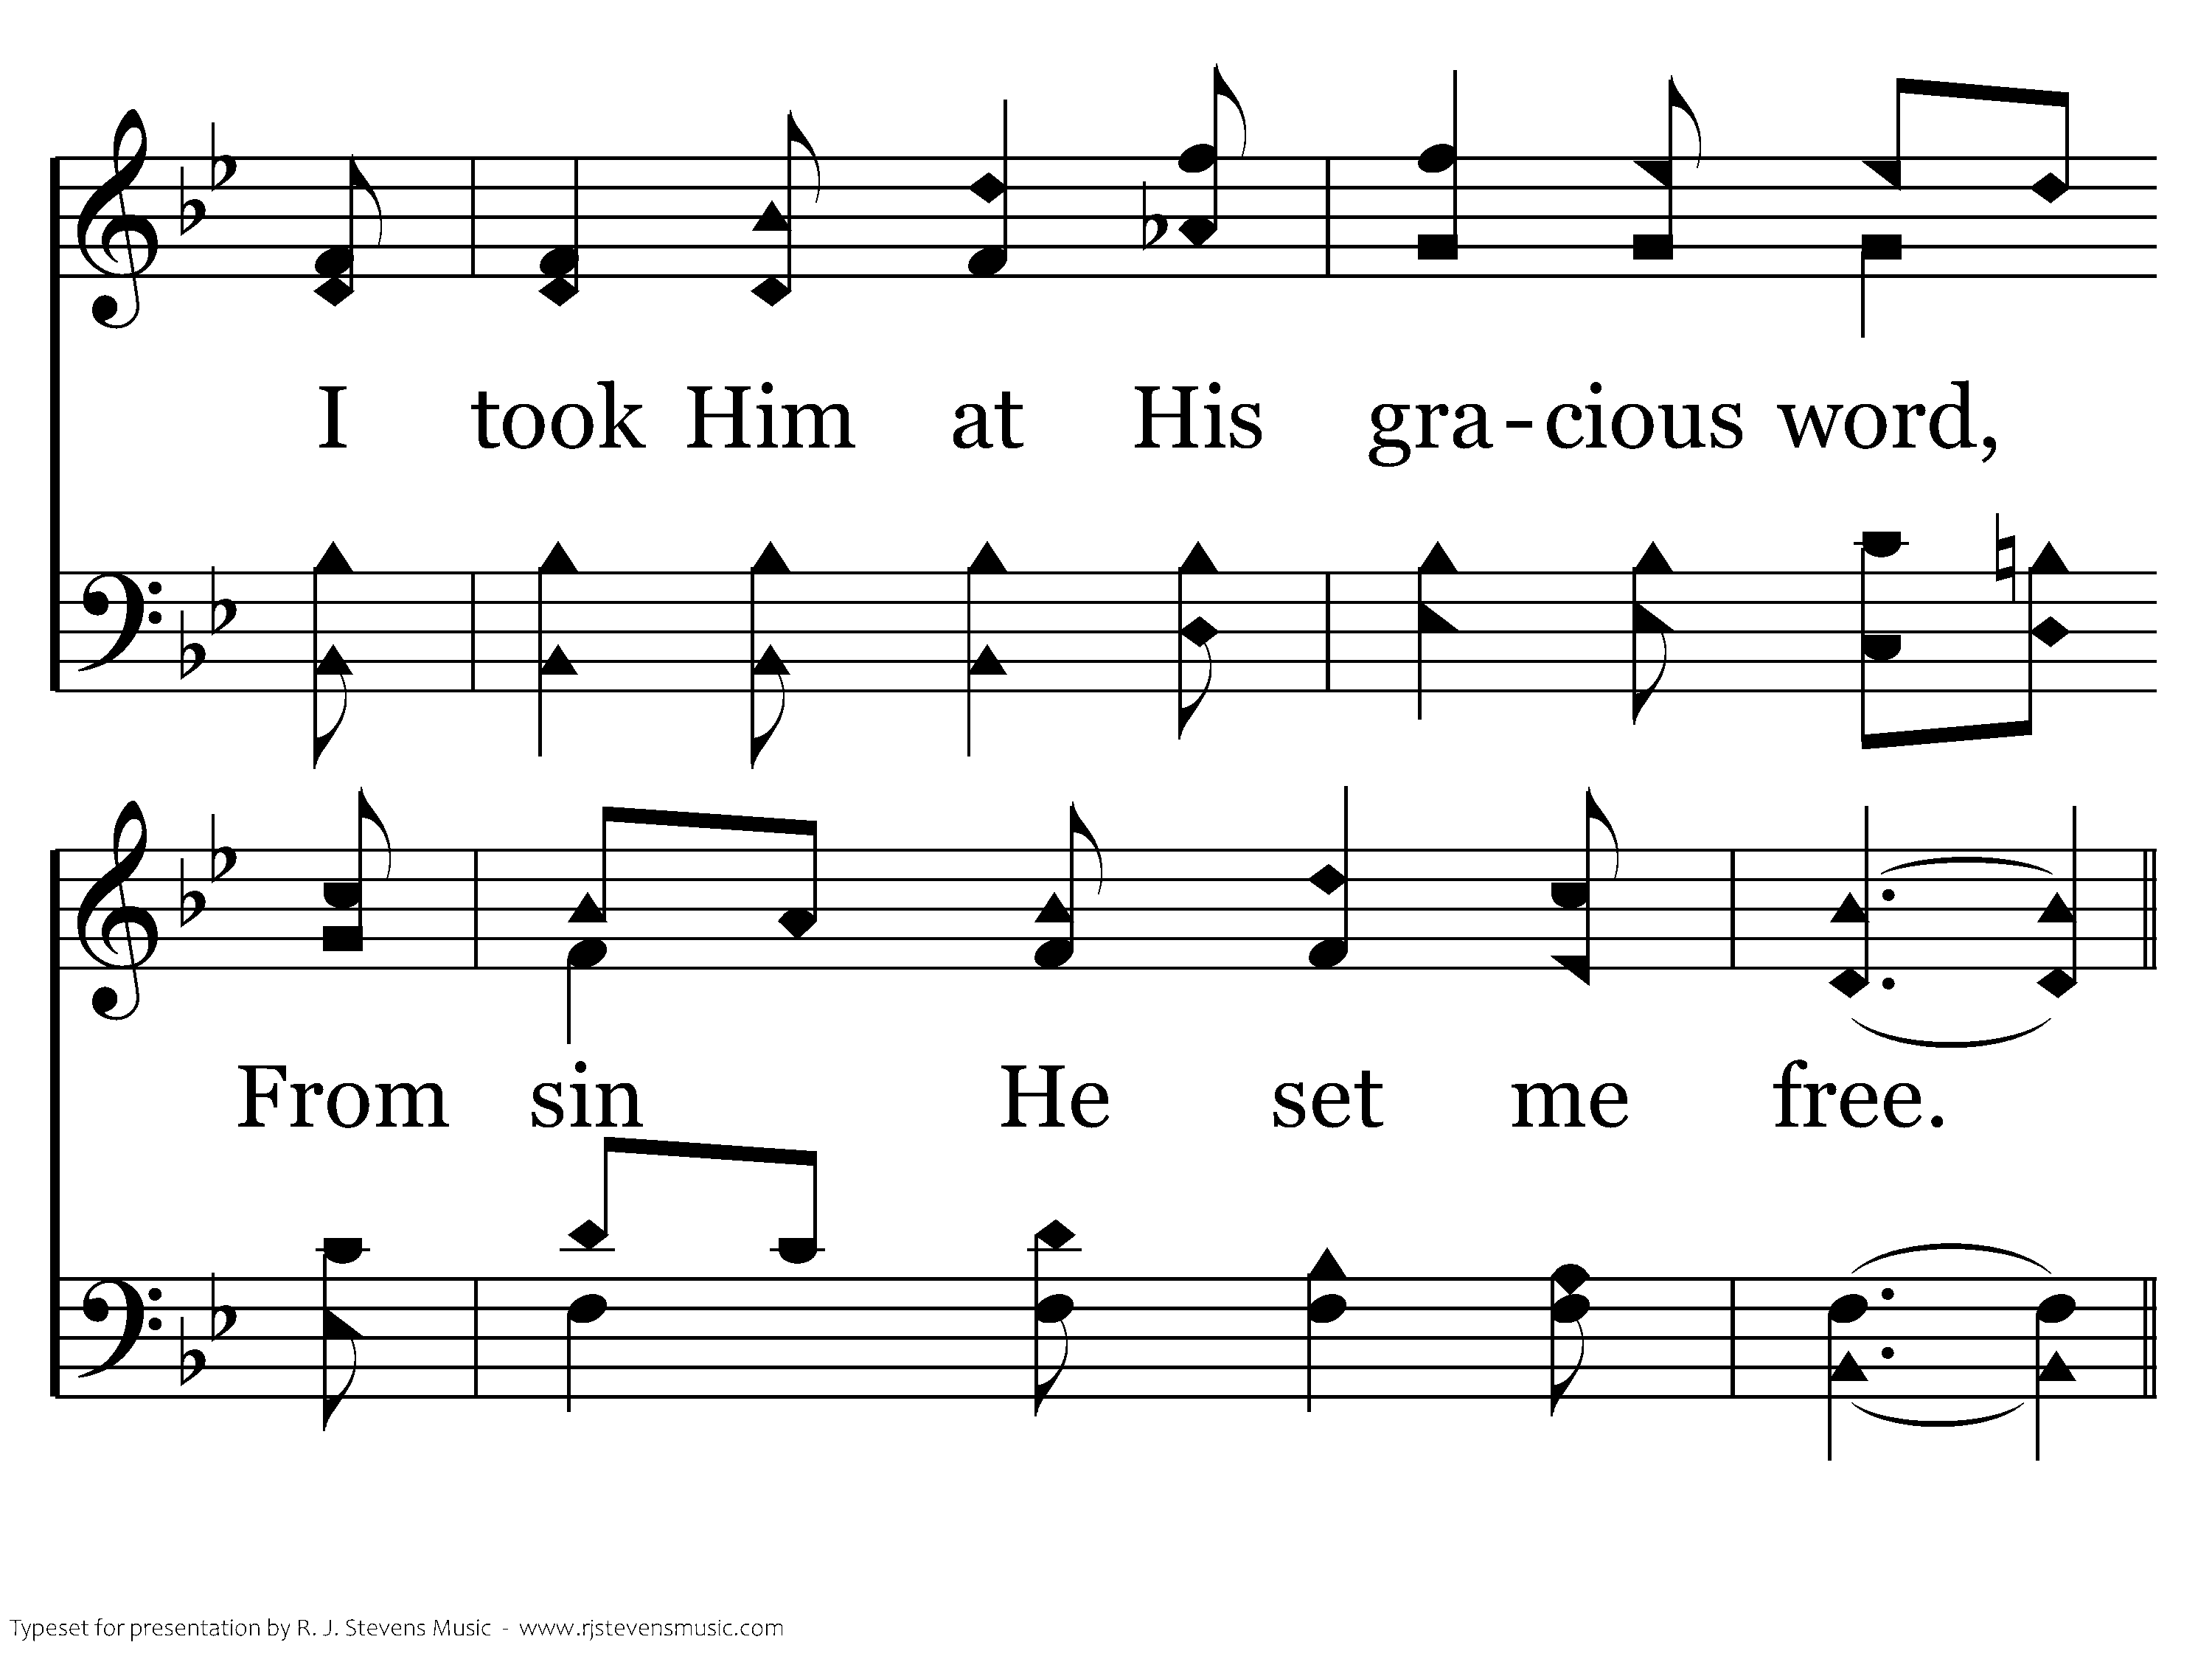 I took Him at His gra-cious word,
From sin He set me free.
Typeset for presentation by R. J. Stevens Music - www.rjstevensmusic.com